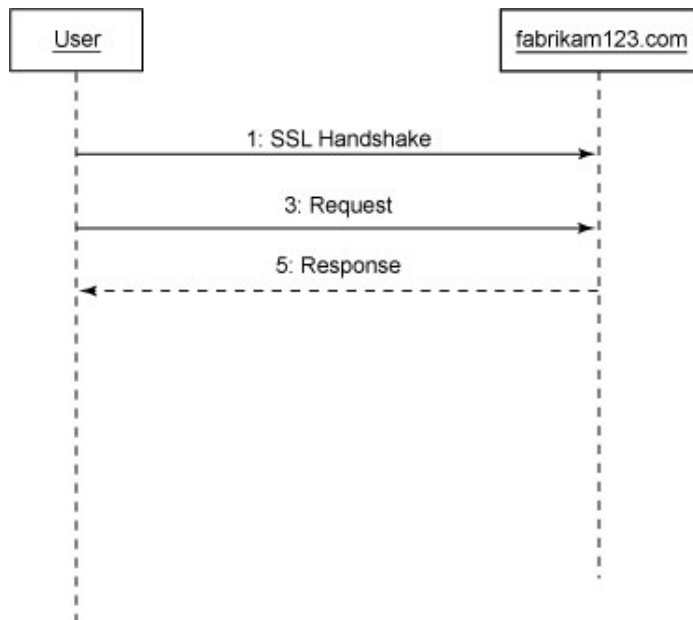 User
fabrikam123.com
1: SSL Handshake
3: Request
5: Response